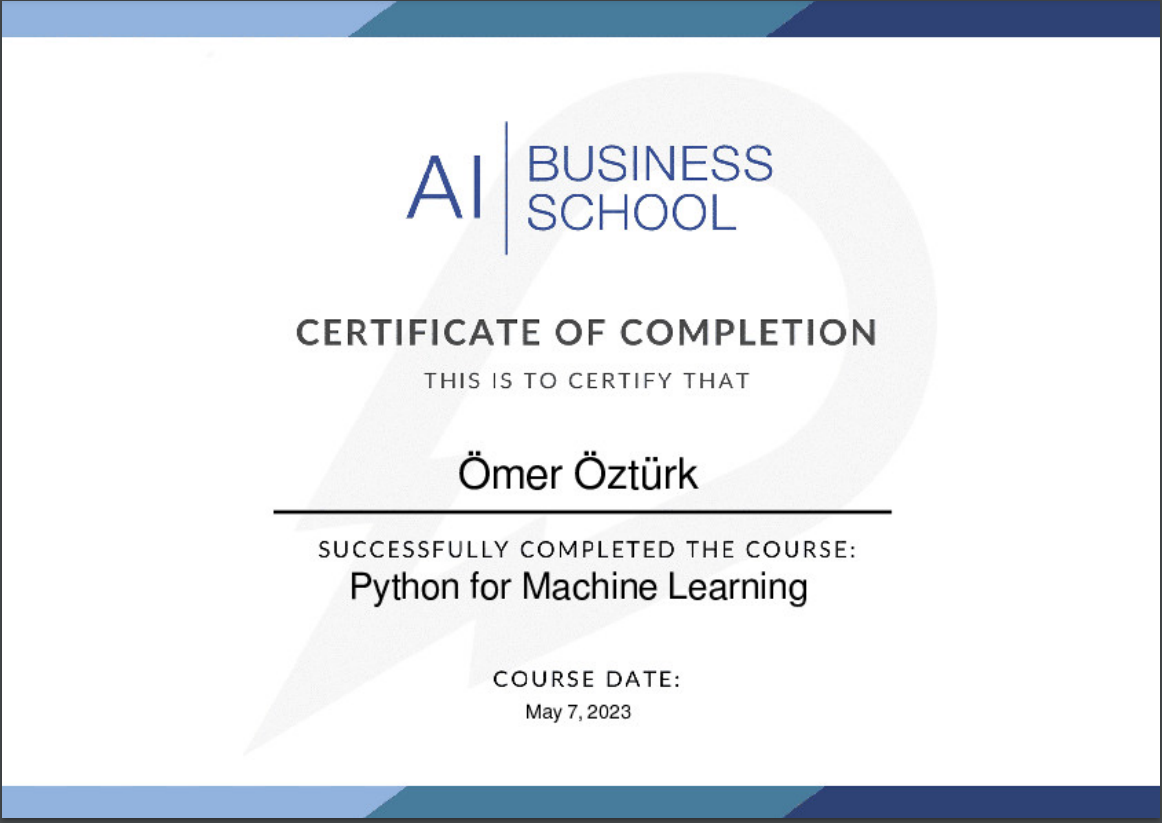 AI
BUSINESS
SCHOOL
CERTIFICATE OF COMPLETION
THIS IS TO CERTIFY THAT
Ömer Öztürk
SUCCESSFULLY COMPLETED THE COURSE:
Python for Machine Learning
COURSE DATE:
May 7, 2023